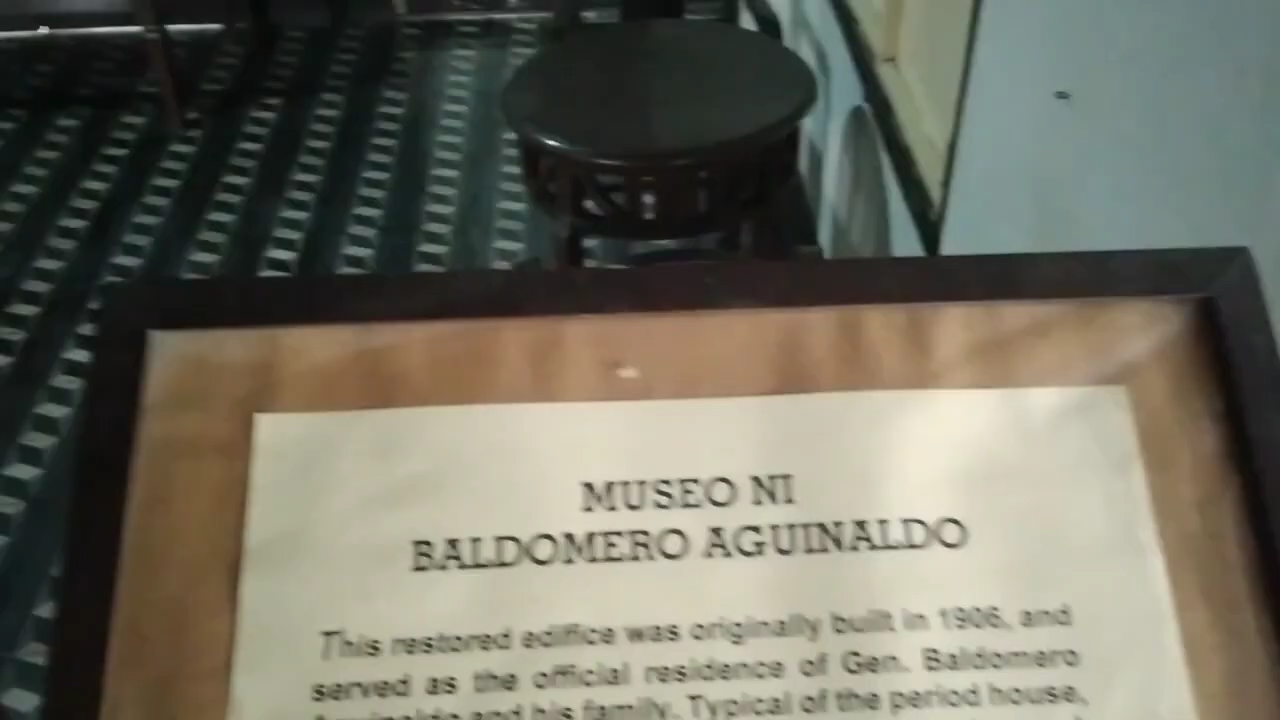 MUSEO NI
BALDOMERO AGUINALDO
This restored edifice was originally built in 1906, and
served as the official residence of Gen. Baldomero
Aguinaldo and his family. Typical of the period house,